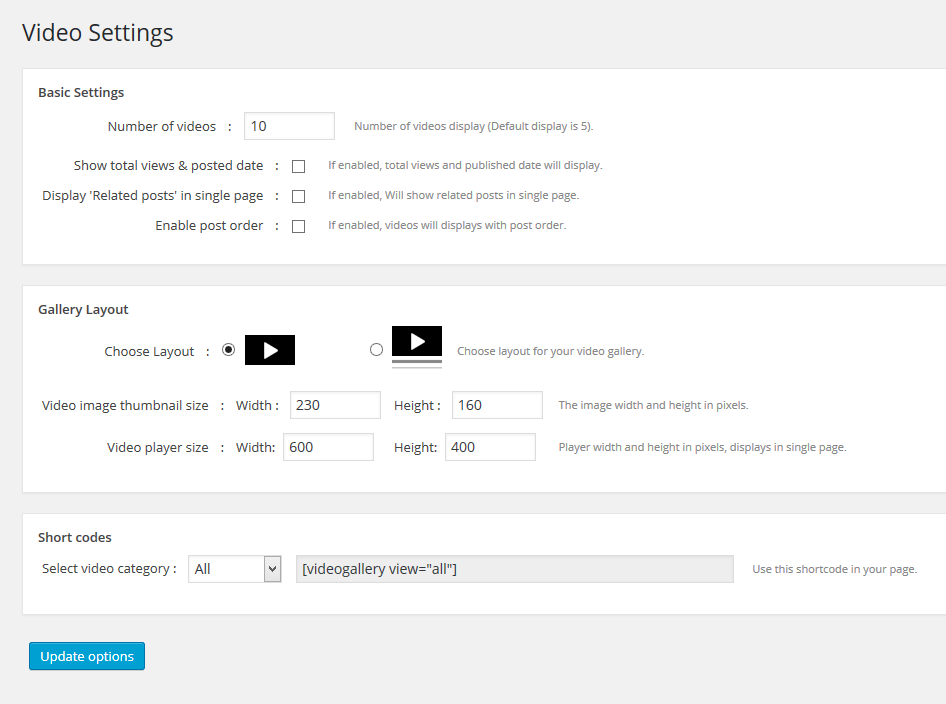 Video Settings
Basic Settings
Number of videos : 10 Number of videos display (Default display is 5).
Show total views & posted date : If enabled, total views and published date will display.
Display 'Related posts' in single page : If enabled, Will show related posts in single page.
Enable post order : If enabled, videos will displays with post order.
Gallery Layout
Choose Layout : Choose layout for your video gallery.
Video image thumbnail size : Width : 230 Height : 160 The image width and height in pixels.
Video player size : Width: 600 Height: 400 Player width and height in pixels, displays in single page.
Short codes
Select video category : All [videogallery view="all"] Use this shortcode in your page.
Update options